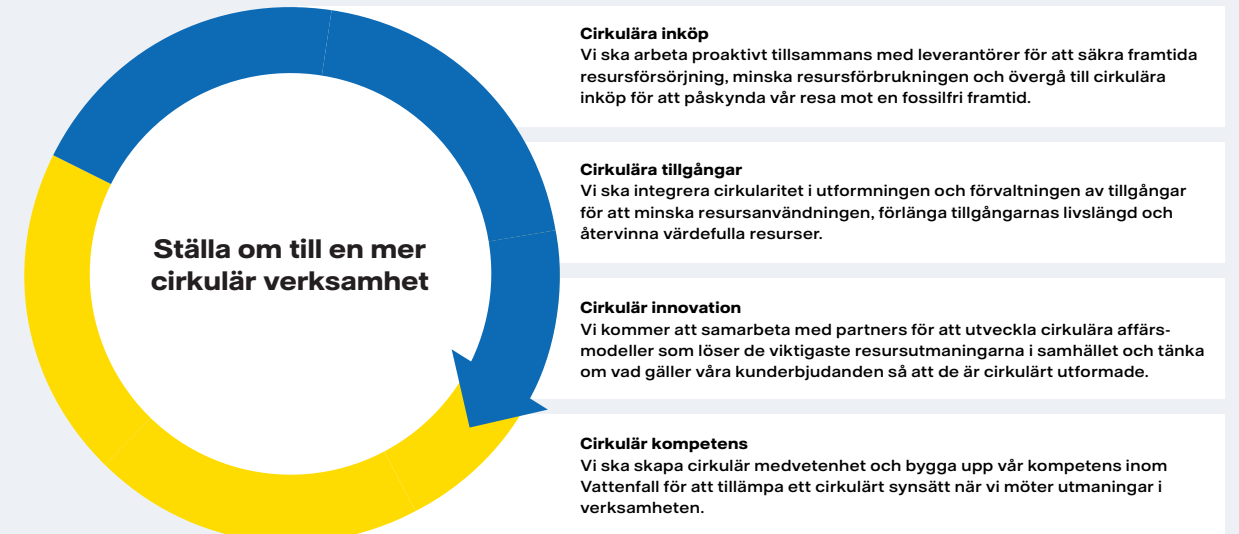 Ställa om till en mer
cirkulär verksamhet
Cirkulära inköp
Vi ska arbeta proaktivt tillsammans med leverantörer för att säkra framtida
resursförsörjning, minska resursförbrukningen och övergå till cirkulära
inköp för att påskynda vår resa mot en fossilfri framtid.
Cirkulära tillgångar
Vi ska integrera cirkularitet i utformningen och förvaltningen av tillgångar
för att minska resursanvändningen, förlänga tillgångarnas livslängd och
återvinna värdefulla resurser.
Cirkulär innovation
Vi kommer att samarbeta med partners för att utveckla cirkulära affärs-
modeller som löser de viktigaste resursutmaningarna i samhället och tänka
om vad gäller våra kunderbjudanden så att de är cirkulärt utformade.
Cirkulär kompetens
Vi ska skapa cirkulär medvetenhet och bygga upp vår kompetens inom
Vattenfall för att tillämpa ett cirkulärt synsätt när vi möter utmaningar i
verksamheten.